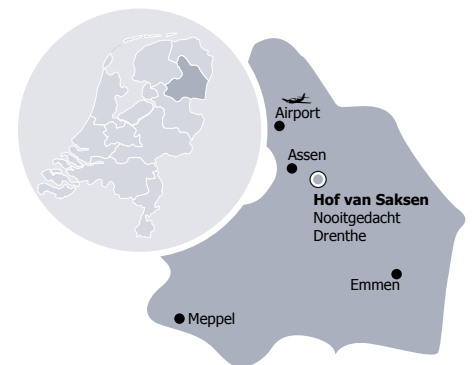 Airport
Assen
Hof van Saksen
Nooitgedacht
Drenthe
Emmen
Meppel